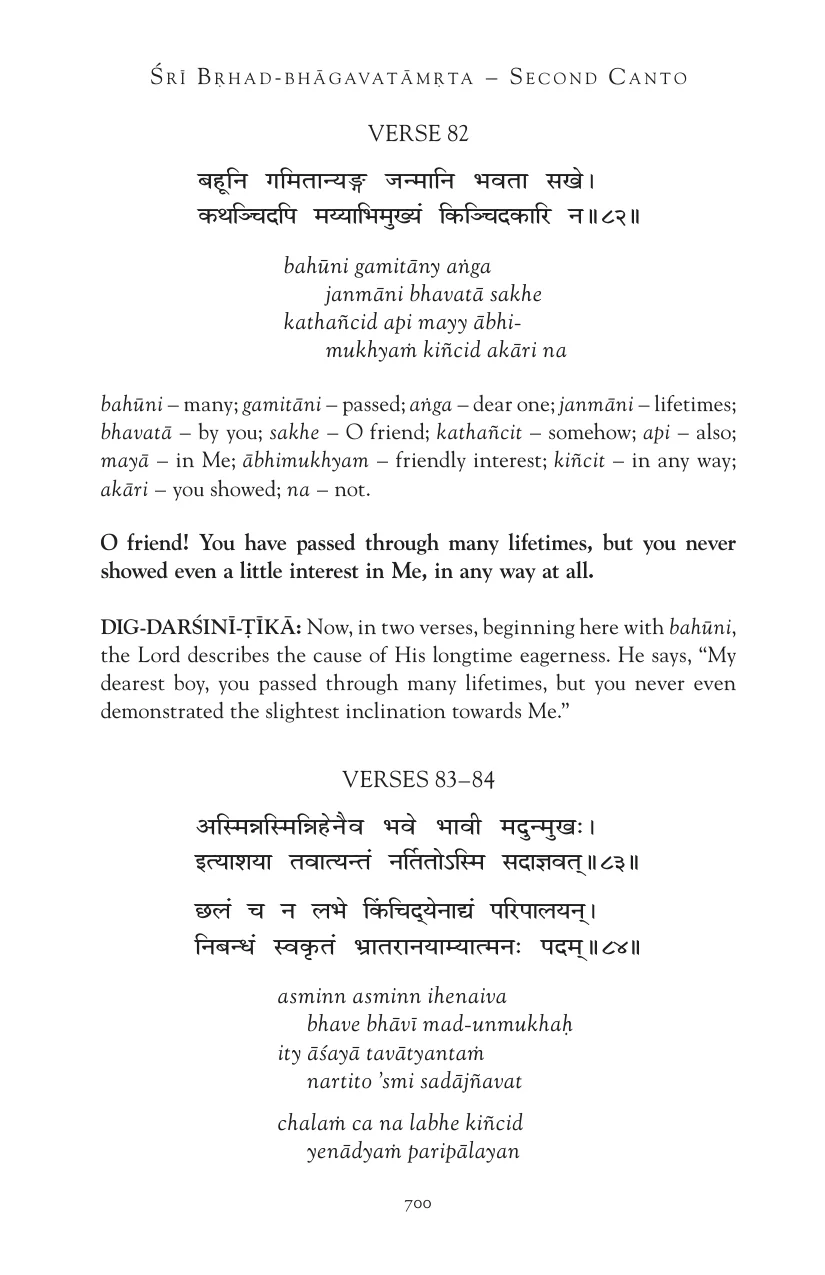 Śrī Bṛhad-bhāgavatāmṛta – Second Canto
VERSE 82
बहूनि गमितान्यङ्ग जन्मानि भवता सखे।
कथञ्चिदपि मय्याभिमुख्यं किञ्चिदकारि न॥८२॥
bahūni gamitāny aṅga
janmāni bhavatā sakhe
kathañcid api mayy ābhi-
mukhyaṁ kiñcid akāri na
bahūni – many; gamitāni – passed; aṅga – dear one; janmāni – lifetimes;
bhavatā – by you; sakhe – O friend; kathañcit – somehow; api – also;
mayā – in Me; ābhimukhyam – friendly interest; kiñcit – in any way;
akāri – you showed; na – not.
O friend! You have passed through many lifetimes, but you never
showed even a little interest in Me, in any way at all.
DIG-DARŚINĪ-ṬĪKĀ: Now, in two verses, beginning here with bahūni,
the Lord describes the cause of His longtime eagerness. He says, “My
dearest boy, you passed through many lifetimes, but you never even
demonstrated the slightest inclination towards Me.”
VERSES 83–84
अस्मिन्नस्मिन्निहेनैव भवे भावी मदुन्मुखः।
इत्याशया तवात्यन्तं नर्तितोऽस्मि सदाज्ञवत्॥८३॥
छलं च न लभे किंचिद्येनाद्यं परिपालयन्।
निबन्धं स्वकृतं भ्रातरानयाम्यात्मनः पदम्॥८४॥
asminn asminn ihenaiva
bhave bhāvī mad-unmukhaḥ
ity āśayā tavātyantaṁ
nartito ’smi sadājñavat
chalaṁ ca na labhe kiñcid
yenādyaṁ paripālayan
700